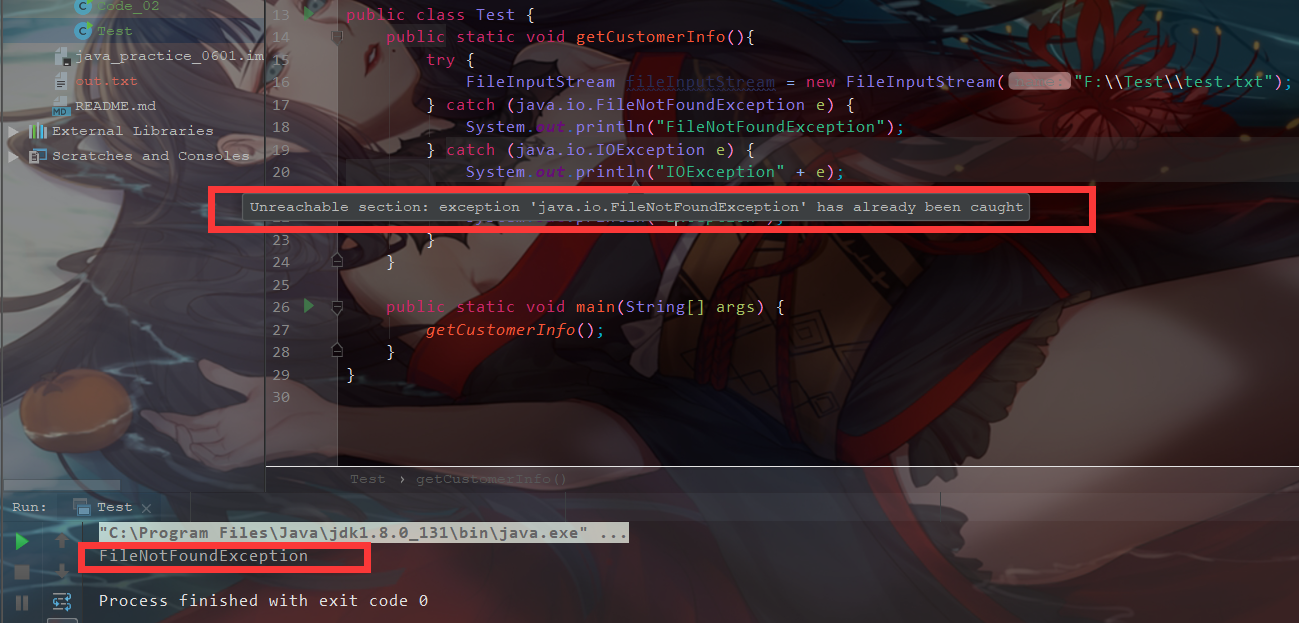 Code_02
Test
java_practice_0601.im
out.txt
README.md
External Libraries
Scratches and Consoles
13 public class Test {
14 public static void getCustomerInfo(){
15 try {
16 FileInputStream fileInputStream = new FileInputStream( "F:\\Test\\test.txt");
17 } catch (java.io.FileNotFoundException e) {
18 System.out.println("FileNotFoundException");
19 } catch (java.io.IOException e) {
20 System.out.println("IOException" + e);
Unreachable section: exception 'java.io.FileNotFoundException' has already been caught
23 }
24 }
25
26 public static void main(String[] args) {
27 getCustomerInfo();
28 }
29 }
30
Test › getCustomerInfo()
Run: Test
"C:\Program Files\Java\jdk1.8.0_131\bin\java.exe" ...
FileNotFoundException
Process finished with exit code 0